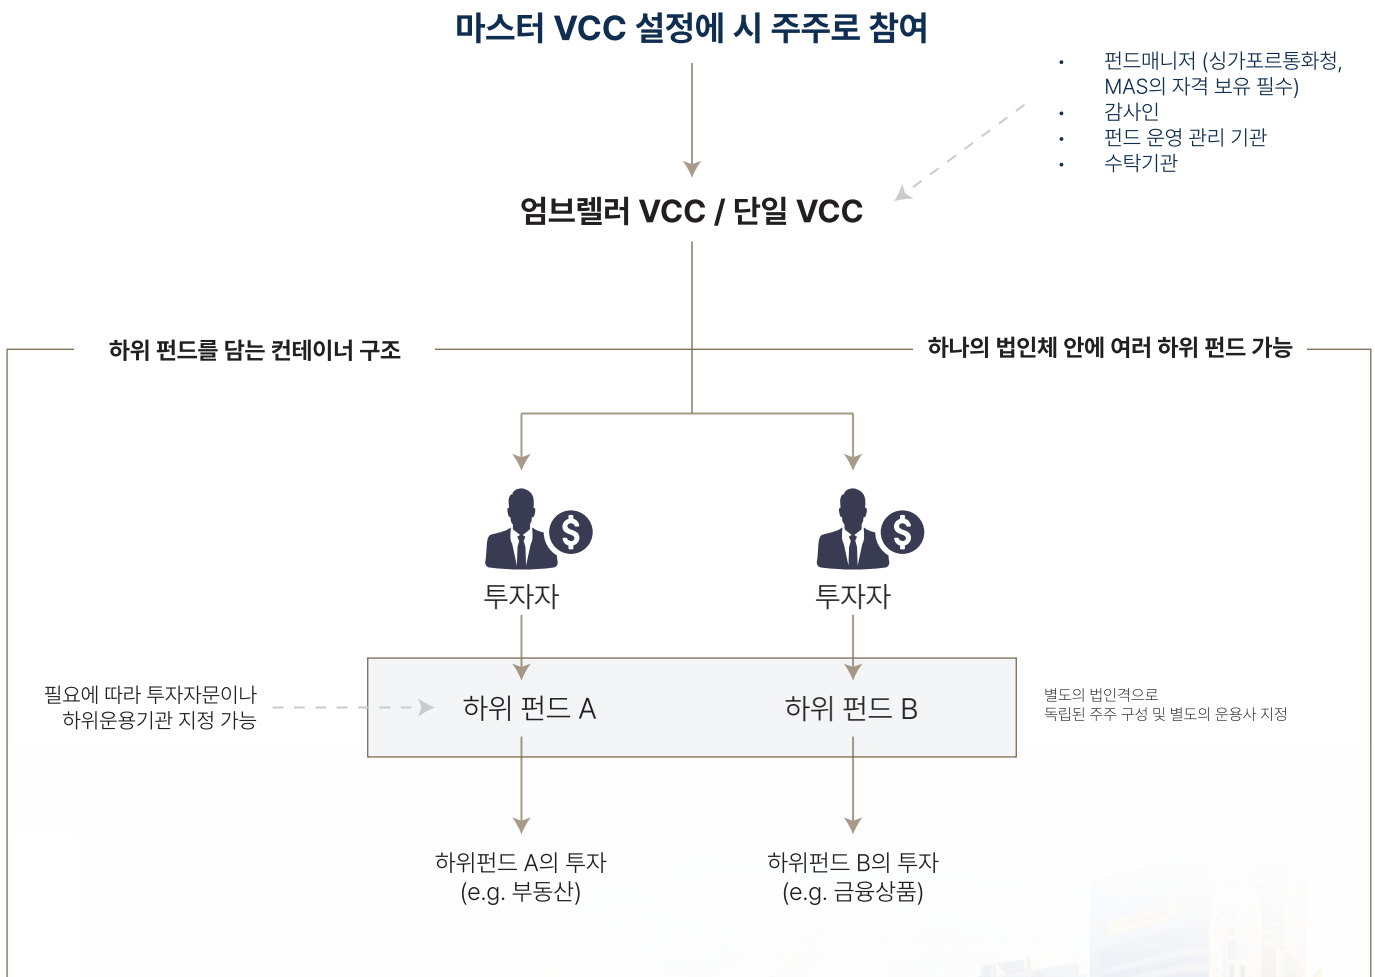 마스터 VCC 설정에 시 주주로 참여
• 펀드매니저 (싱가포르통화청,
MAS의 자격 보유 필수)
• 감사인
• 펀드 운영 관리 기관
• 수탁기관
엄브렐러 VCC / 단일 VCC
하위 펀드를 담는 컨테이너 구조
하나의 법인체 안에 여러 하위 펀드 가능
투자자
투자자
필요에 따라 투자자문이나
하위운용기관 지정 가능
하위 펀드 A
하위 펀드 B
별도의 법인격으로
독립된 주주 구성 및 별도의 운용사 지정
하위펀드 A의 투자
(e.g. 부동산)
하위펀드 B의 투자
(e.g. 금융상품)